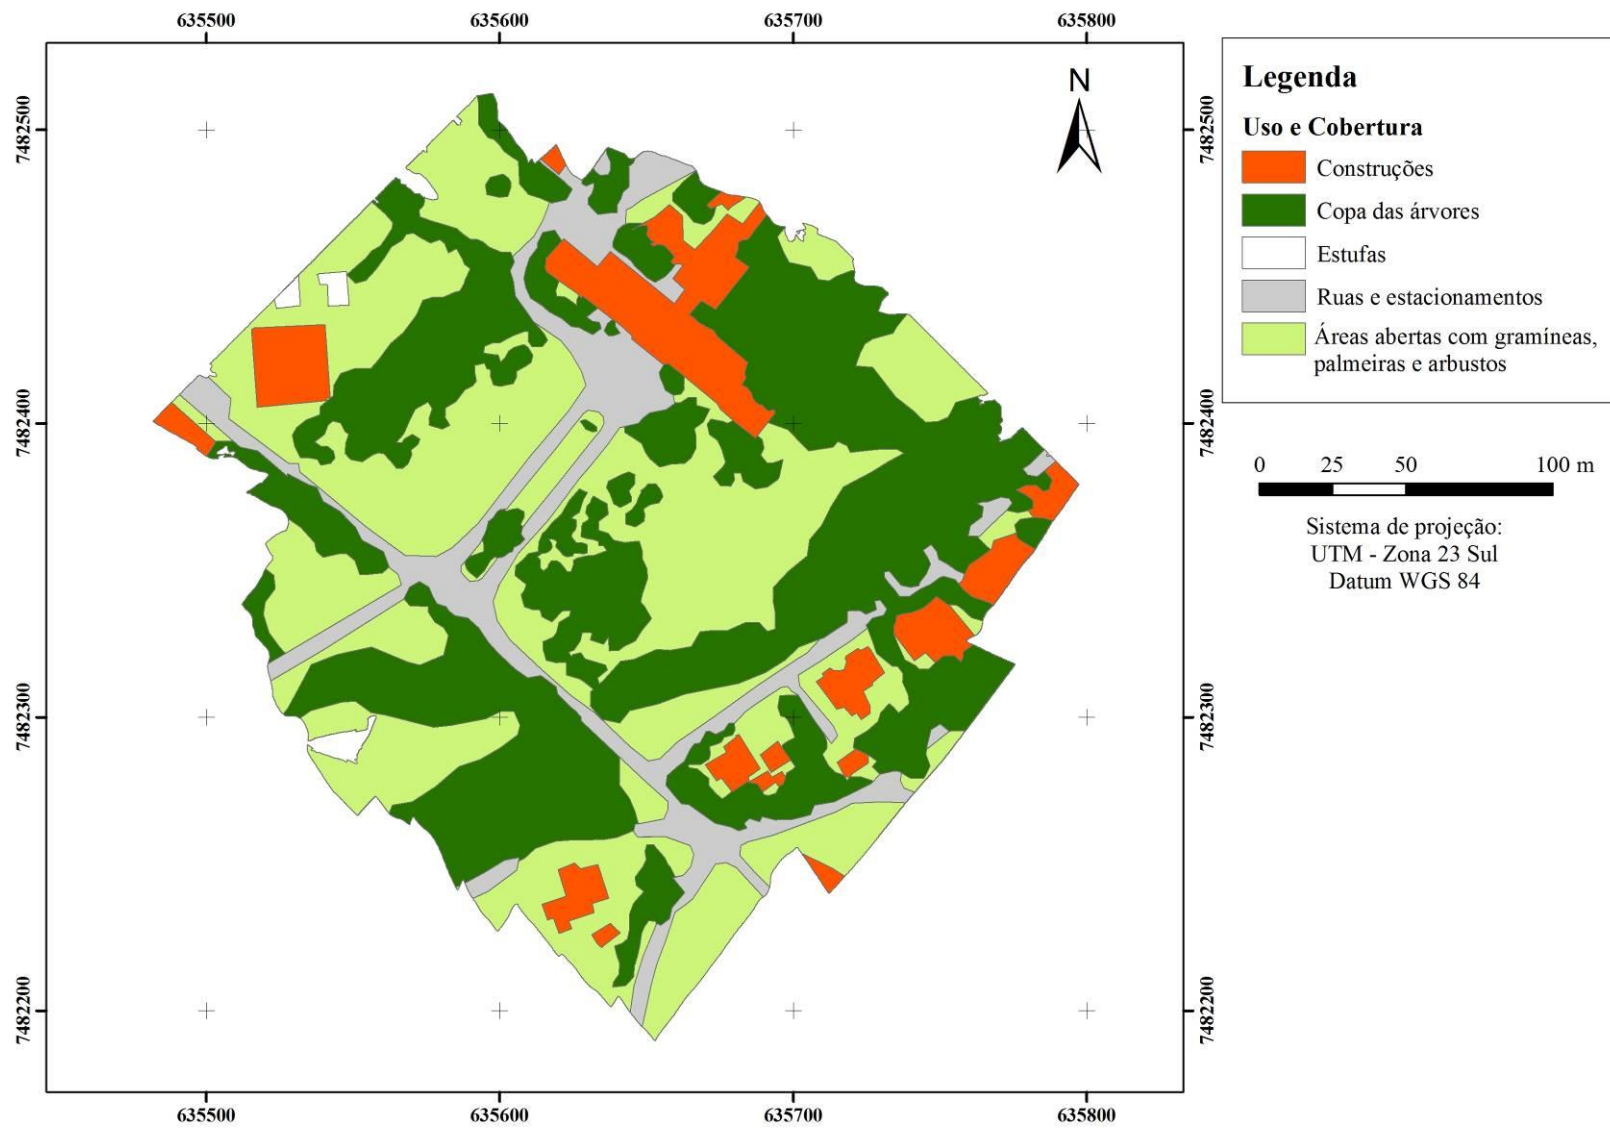 635500
635600
635700
635800
7482500
7482400
7482300
7482200
N
7482500
7482400
7482300
7482200
635500
635600
635700
635800
Legenda
Uso e Cobertura
Construções
Copa das árvores
Estufas
Ruas e estacionamentos
Áreas abertas com gramíneas,
palmeiras e arbustos
0 25 50 100 m
Sistema de projeção:
UTM - Zona 23 Sul
Datum WGS 84